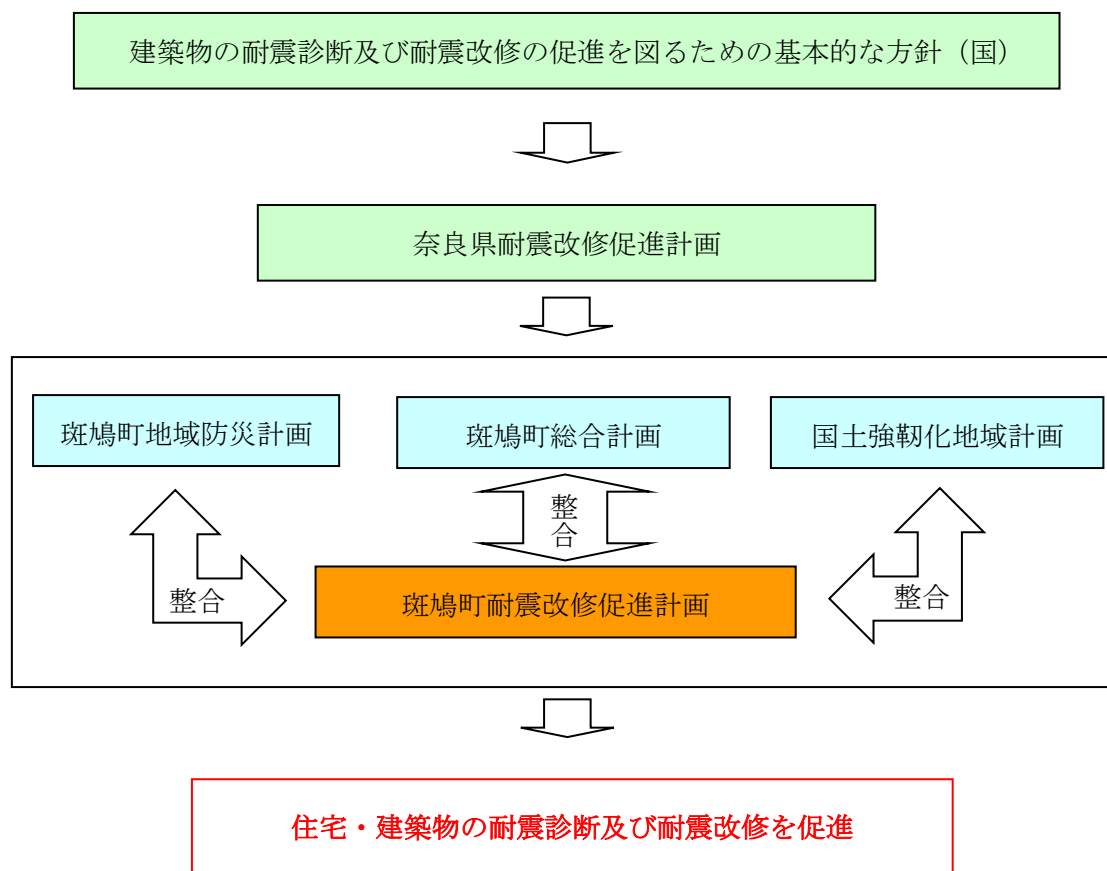 建築物の耐震診断及び耐震改修の促進を図るための基本的な方針（国）
奈良県耐震改修促進計画
斑鳩町地域防災計画
斑鳩町総合計画
国土強靱化地域計画
整合
整合
整合
斑鳩町耐震改修促進計画
住宅・建築物の耐震診断及び耐震改修を促進